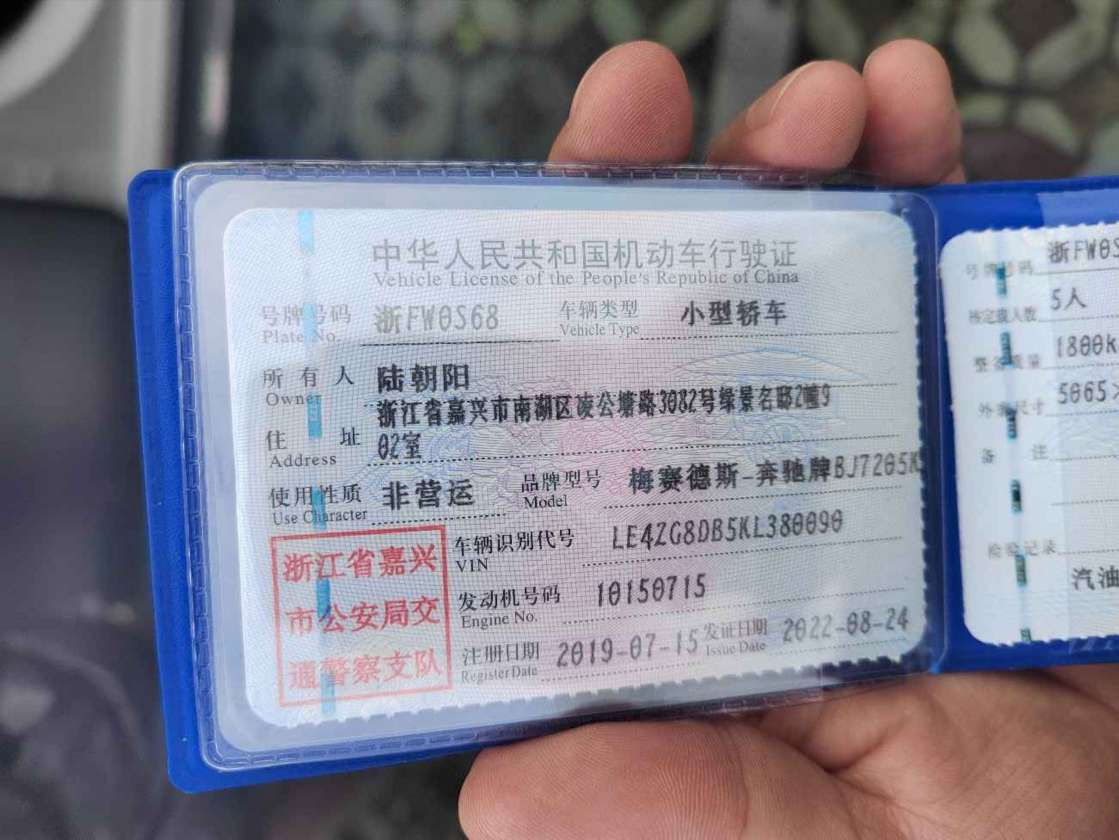 中华人民共和国机动车行驶证
Vehicle License of the People's Republic of China
号牌号码 浙FW0S68 车辆类型 小型轿车
Plate No. Vehicle Type
所有人 陆朝阳
Owner
浙江省嘉兴市南湖区凌公塘路3082号绿景名邸2幢9
住址 02室
Address
使用性质 非营运 品牌型号 梅赛德斯-奔驰牌BJ7205K
Use Character Model
浙江省嘉兴
市公安局交
通警察支队
车辆识别代号 LE4ZG8DB5KL380090
VIN
发动机号码 10150715
Engine No.
注册日期 2019-07-15 发证日期 2022-08-24
Register Date Issue Date
号牌号码 浙FW0S
核定载人数 5人
整备质量 1800k
外廓尺寸 5065
备注
检验记录
汽油